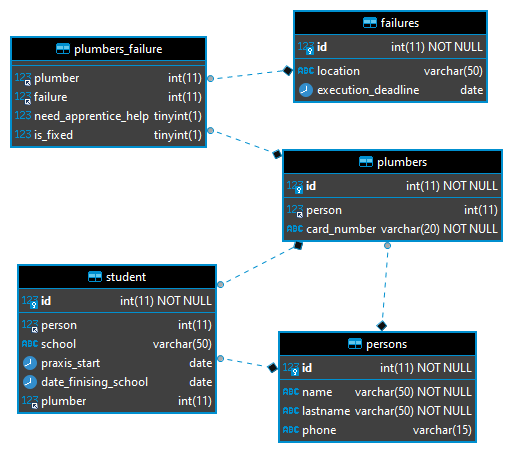 plumbers_failure
123 plumber int(11)
123 failure int(11)
123 need_apprentice_help tinyint(1)
123 is_fixed tinyint(1)
failures
123 id int(11) NOT NULL
ABC location varchar(50)
execution_deadline date
plumbers
123 id int(11) NOT NULL
123 person int(11)
ABC card_number varchar(20) NOT NULL
student
123 id int(11) NOT NULL
123 person int(11)
ABC school varchar(50)
praxis_start date
date_finising_school date
123 plumber int(11)
persons
123 id int(11) NOT NULL
ABC name varchar(50) NOT NULL
ABC lastname varchar(50) NOT NULL
ABC phone varchar(15)